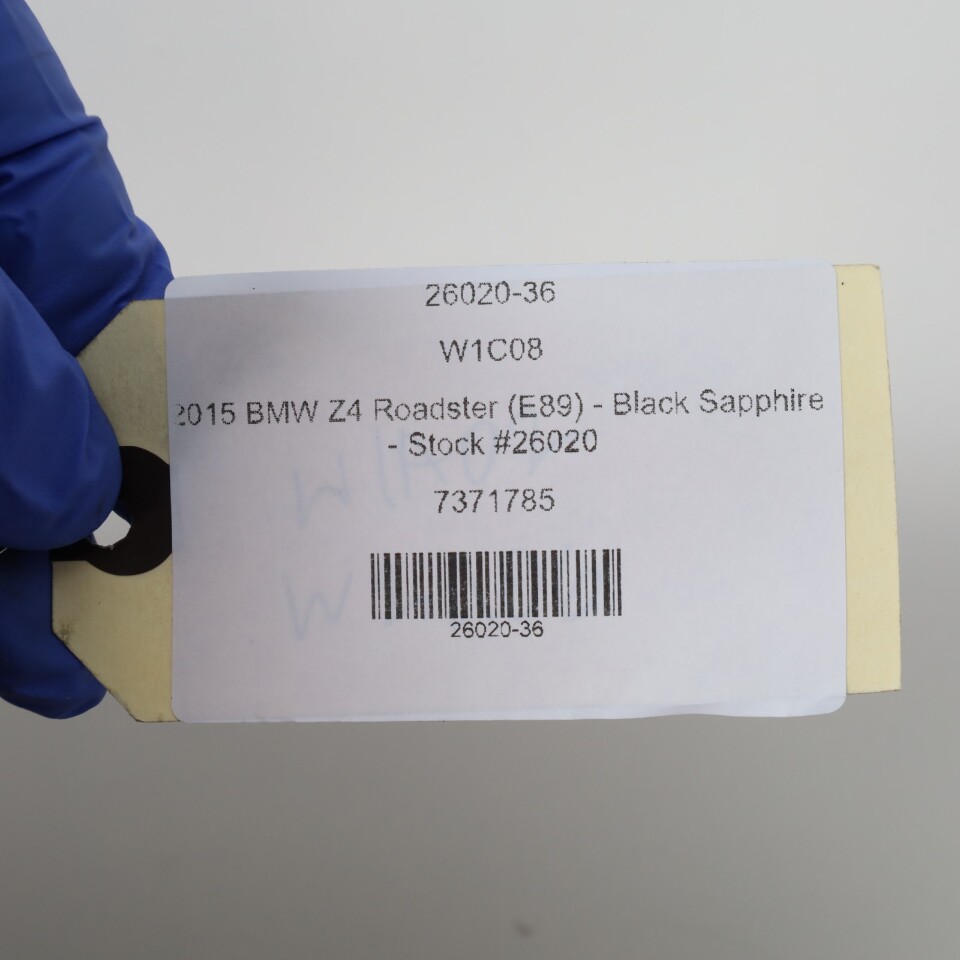 26020-36
W1C08
2015 BMW Z4 Roadster (E89) - Black Sapphire
- Stock #26020
7371785
26020-36